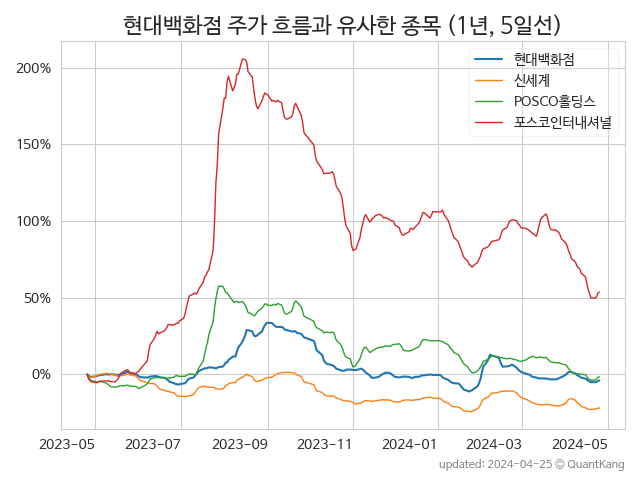 현대백화점 주가 흐름과 유사한 종목 (1년, 5일선)
현대백화점
신세계
POSCO홀딩스
포스코인터내셔널
200%
150%
100%
50%
0%
2023-05 2023-07 2023-09 2023-11 2024-01 2024-03 2024-05
updated: 2024-04-25 © QuantKang